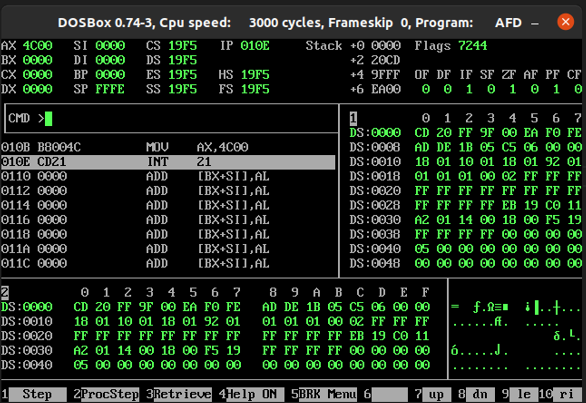 DOSBox 0.74-3, Cpu speed: 3000 cycles, Frameskip 0, Program: AFD
AX 4C00 SI 0000 CS 19F5 IP 010E Stack +0 0000 Flags 7244
BX 0000 DI 0000 DS 19F5 +2 20CD
CX 0000 BP 0000 ES 19F5 HS 19F5 +4 9FFF OF DF IF SF ZF AF PF CF
DX 0000 SP FFFE SS 19F5 FS 19F5 +6 EA00 0 0 1 0 1 0 1 0
CMD > 1 0 1 2 3 4 5 6 7
DS:0000 CD 20 FF 9F 00 EA F0 FE
DS:0008 AD DE 1B 05 C5 06 00 00
010B B8004C MOV AX,4C00 DS:0010 18 01 10 01 18 01 92 01
010E CD21 INT 21 DS:0018 01 01 01 00 02 FF FF FF
0110 0000 ADD [BX+SI],AL DS:0020 FF FF FF FF FF FF FF FF
0112 0000 ADD [BX+SI],AL DS:0028 FF FF FF FF EB 19 C0 11
0114 0000 ADD [BX+SI],AL DS:0030 A2 01 14 00 18 00 F5 19
0116 0000 ADD [BX+SI],AL DS:0038 FF FF FF FF 00 00 00 00
0118 0000 ADD [BX+SI],AL DS:0040 05 00 00 00 00 00 00 00
011A 0000 ADD [BX+SI],AL DS:0048 00 00 00 00 00 00 00 00
011C 0000 ADD [BX+SI],AL
2 0 1 2 3 4 5 6 7 8 9 A B C D E F
DS:0000 CD 20 FF 9F 00 EA F0 FE AD DE 1B 05 C5 06 00 00
DS:0010 18 01 10 01 18 01 92 01 01 01 01 00 02 FF FF FF
DS:0020 FF FF FF FF FF FF FF FF FF FF FF FF EB 19 C0 11
DS:0030 A2 01 14 00 18 00 F5 19 FF FF FF FF 00 00 00 00
DS:0040 05 00 00 00 00 00 00 00 00 00 00 00 00 00 00 00
1 Step 2 ProcStep 3 Retrieve 4 Help ON 5 BRK Menu 6 7 up 8 dn 9 le 10 ri